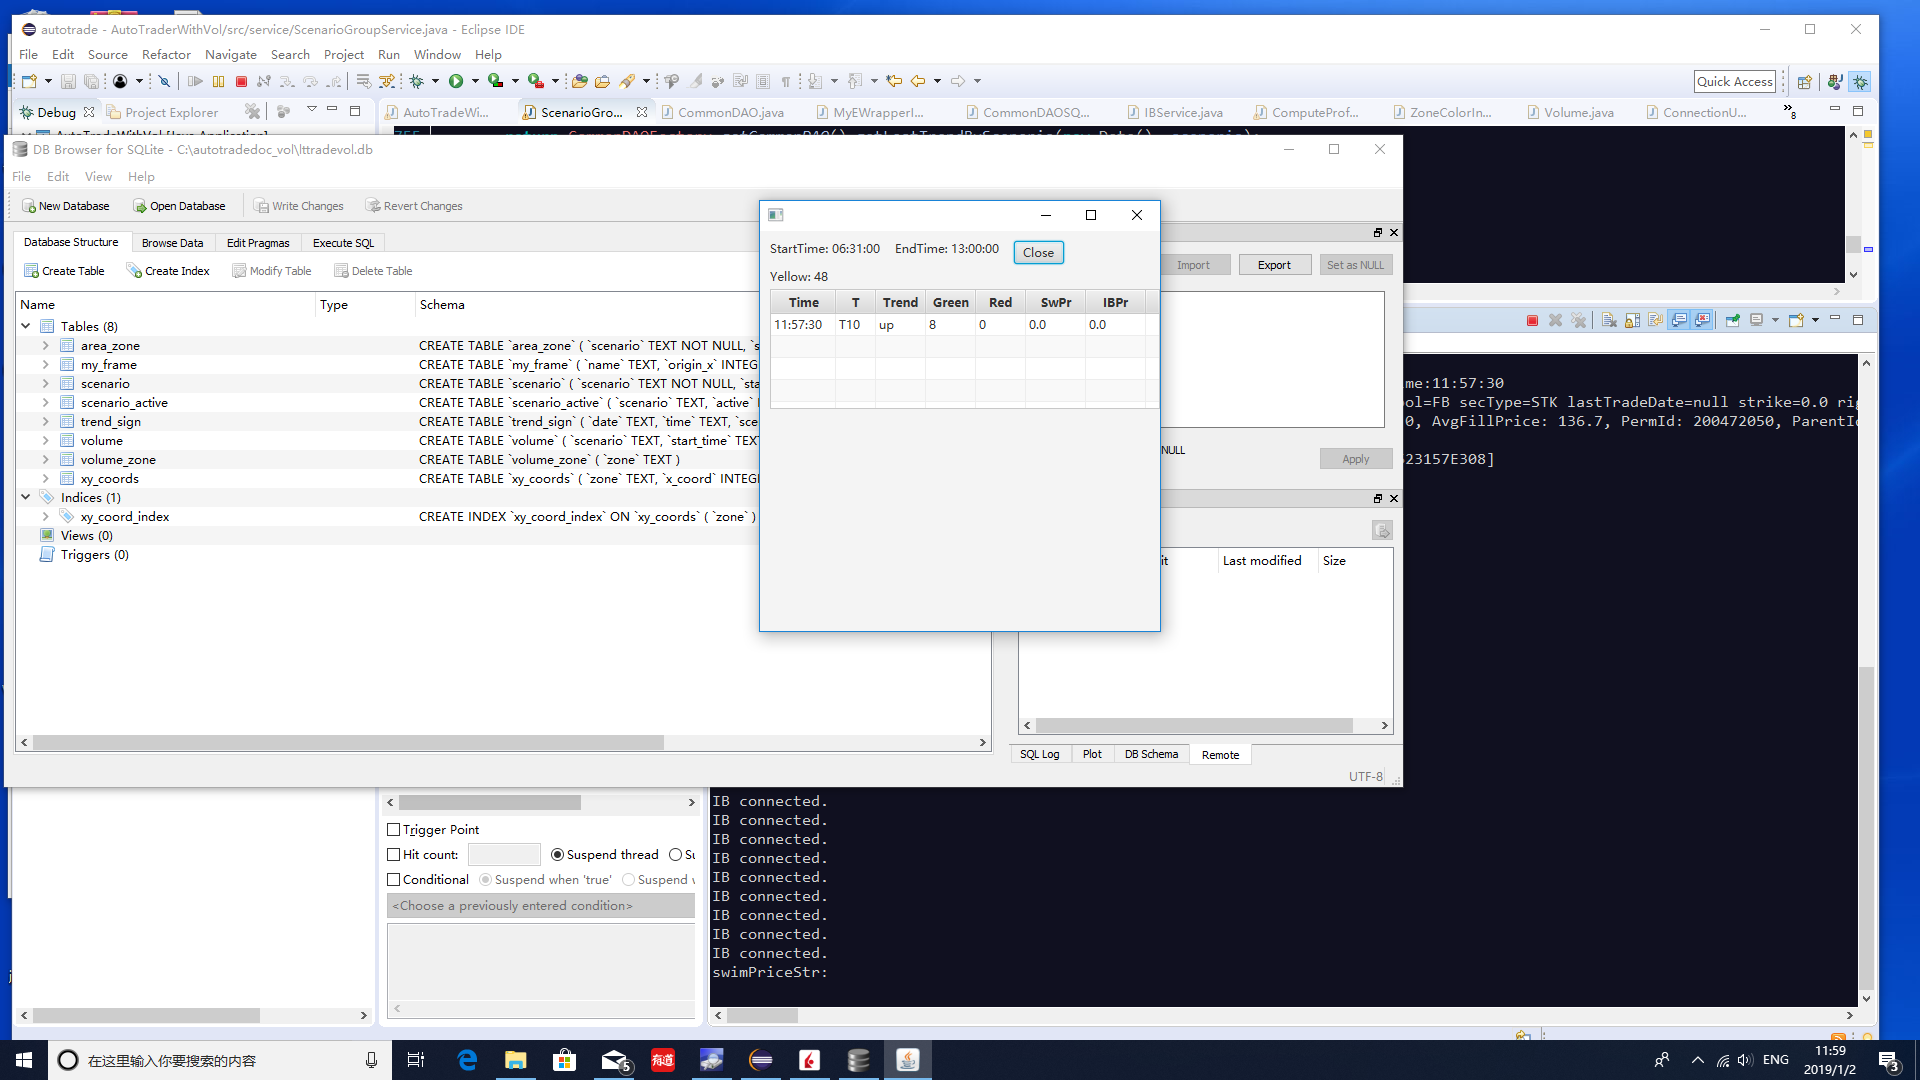 autotrade - AutoTraderWithVol/src/service/ScenarioGroupService.java - Eclipse IDE
File Edit Source Refactor Navigate Search Project Run Window Help
Quick Access
Debug Project Explorer AutoTradeWi... ScenarioGro... CommonDAO.java MyEWrapperI... CommonDAOSQ... IBService.java ComputeProf... ZoneColorIn... Volume.java ConnectionU... 8
DB Browser for SQLite - C:\autotradedoc_vol\lttradevol.db
File Edit View Help
New Database Open Database Write Changes Revert Changes
Database Structure Browse Data Edit Pragmas Execute SQL
Create Table Create Index Modify Table Delete Table
Name Type Schema
Tables (8)
area_zone CREATE TABLE `area_zone` ( `scenario` TEXT NOT NULL, `s
my_frame CREATE TABLE `my_frame` ( `name` TEXT, `origin_x` INTEG
scenario CREATE TABLE `scenario` ( `scenario` TEXT NOT NULL, `sta
scenario_active CREATE TABLE `scenario_active` ( `scenario` TEXT, `active`
trend_sign CREATE TABLE `trend_sign` ( `date` TEXT, `time` TEXT, `sce
volume CREATE TABLE `volume` ( `scenario` TEXT, `start_time` TEXT
volume_zone CREATE TABLE `volume_zone` ( `zone` TEXT )
xy_coords CREATE TABLE `xy_coords` ( `zone` TEXT, `x_coord` INTEGE
Indices (1)
xy_coord_index CREATE INDEX `xy_coord_index` ON `xy_coords` ( `zone` )
Views (0)
Triggers (0)
StartTime: 06:31:00 EndTime: 13:00:00 Close
Yellow: 48
Time T Trend Green Red SwPr IBPr
11:57:30 T10 up 8 0 0.0 0.0
Import Export Set as NULL
NULL
Apply
it Last modified Size
SQL Log Plot DB Schema Remote
UTF-8
ime:11:57:30
ool=FB secType=STK lastTradeDate=null strike=0.0 rig
0, AvgFillPrice: 136.7, PermId: 200472050, ParentId
23157E308]
Trigger Point
Hit count: Suspend thread Su
Conditional Suspend when 'true' Suspend
<Choose a previously entered condition>
IB connected.
IB connected.
IB connected.
IB connected.
IB connected.
IB connected.
IB connected.
IB connected.
IB connected.
swimPriceStr:
在这里输入你要搜索的内容
5
有道
ENG
11:59
2019/1/2
3